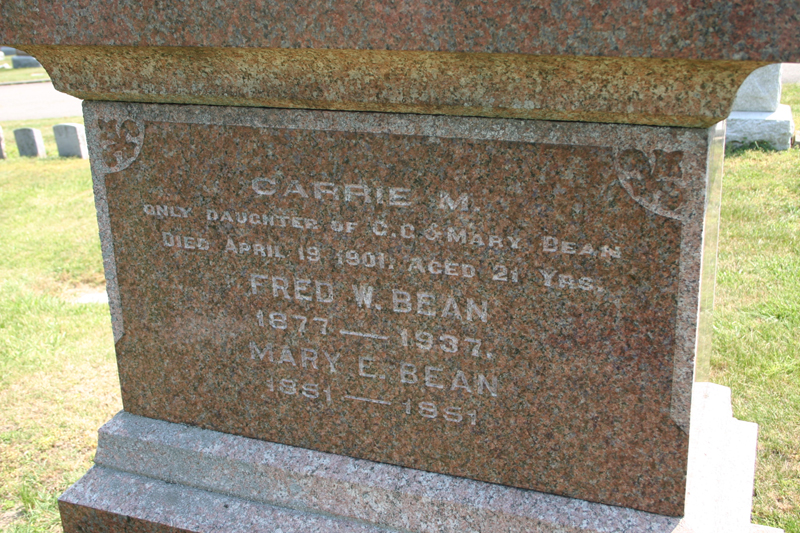 CARRIE M.
ONLY DAUGHTER OF C.C. & MARY BEAN
DIED APRIL 19, 1901, AGED 21 YRS.
FRED W. BEAN
1877 — 1937.
MARY E. BEAN
1881 — 1951